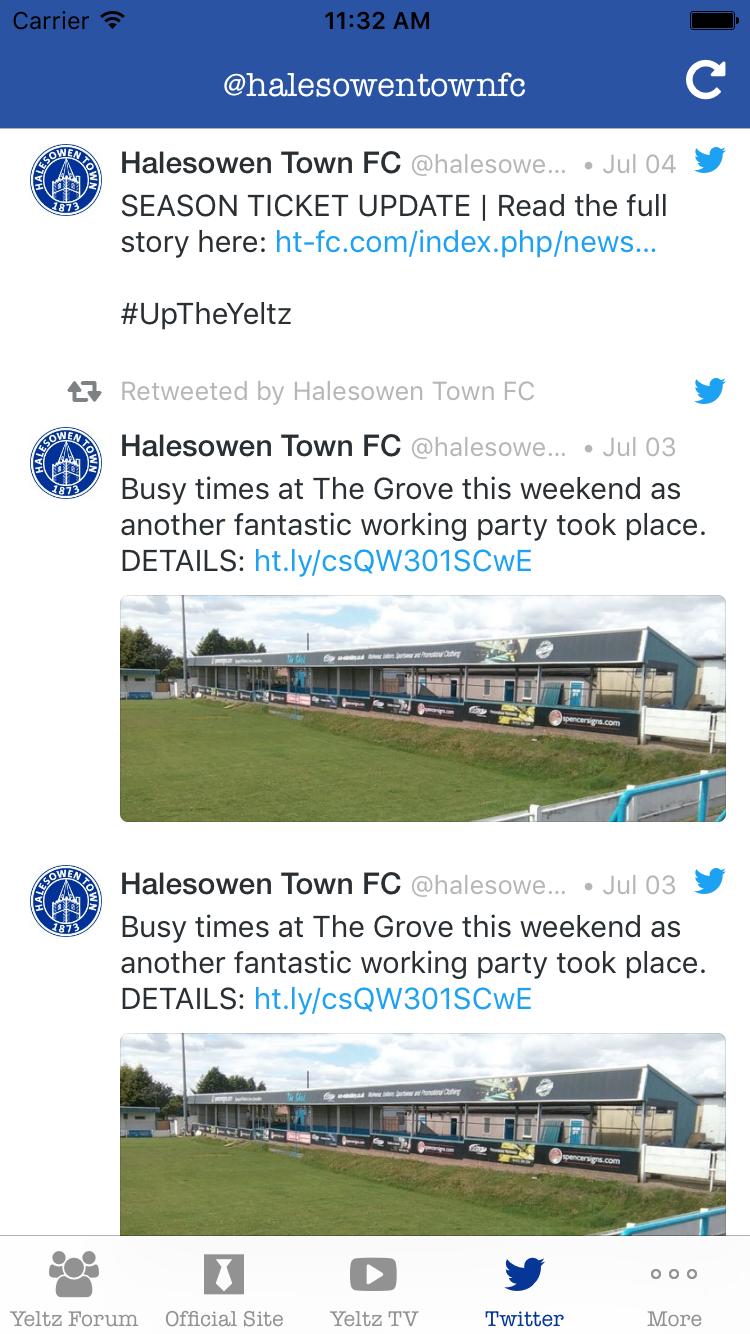 Carrier 11:32 AM
@halesowentownfc
HALESOWEN TOWN
1873
Halesowen Town FC @halesowe... • Jul 04
SEASON TICKET UPDATE | Read the full
story here: ht-fc.com/index.php/news...
#UpTheYeltz
Retweeted by Halesowen Town FC
HALESOWEN TOWN
1873
Halesowen Town FC @halesowe... • Jul 03
Busy times at The Grove this weekend as
another fantastic working party took place.
DETAILS: ht.ly/csQW301SCwE
spencersigns.com
HALESOWEN TOWN
1873
Halesowen Town FC @halesowe... • Jul 03
Busy times at The Grove this weekend as
another fantastic working party took place.
DETAILS: ht.ly/csQW301SCwE
spencersigns.com
Yeltz Forum Official Site Yeltz TV Twitter More